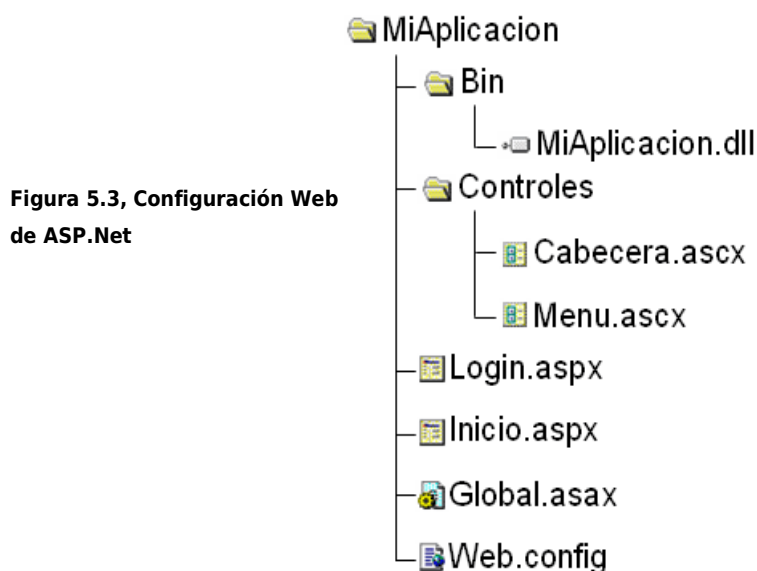 MiAplicacion
Bin
MiAplicacion.dll
Controles
Figura 5.3, Configuración Web
de ASP.Net
Cabecera.ascx
Menu.ascx
Login.aspx
Inicio.aspx
Global.asax
Web.config